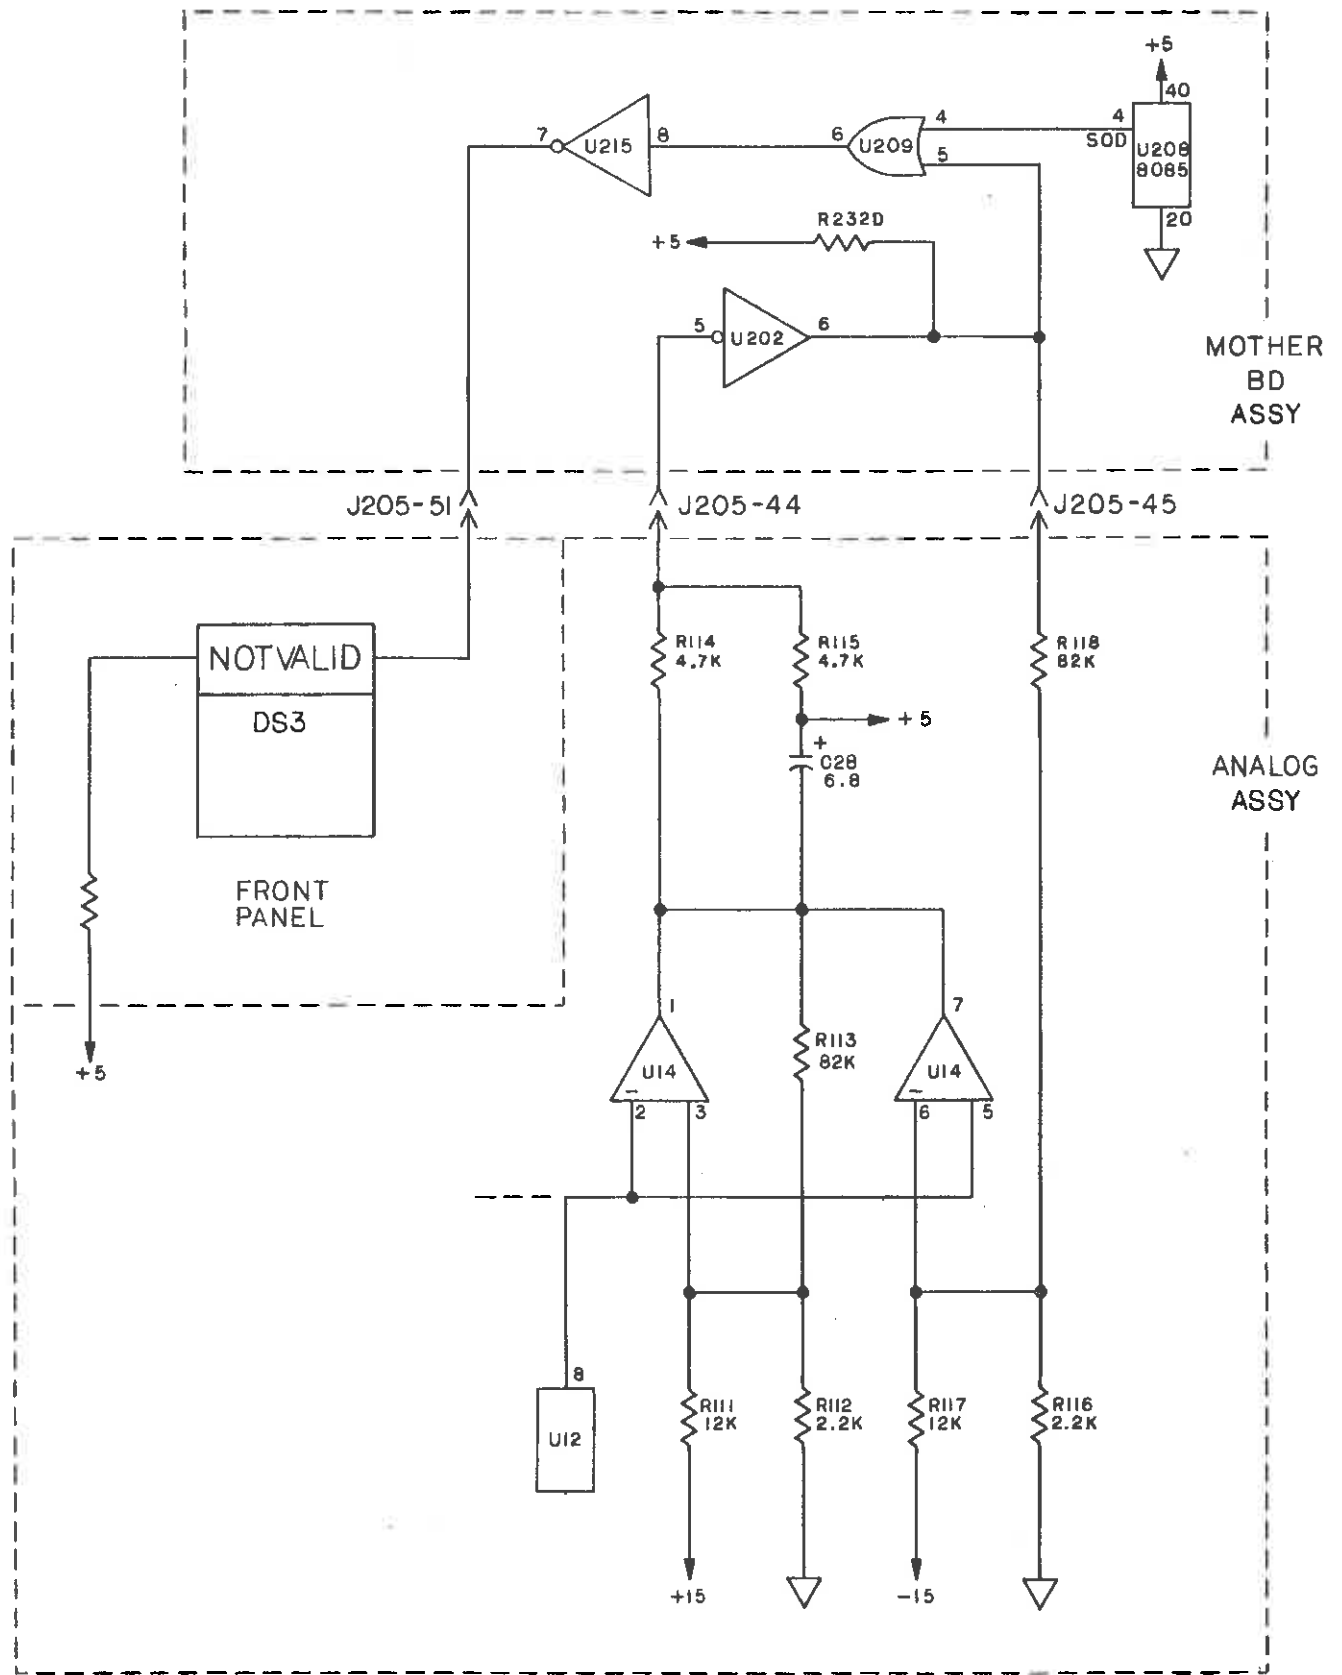 +5
40
4
SOD
U208
8085
20
7
U215
8
6
U209
4
5
R232D
+5
5
U202
6
MOTHER
BD
ASSY
J205-51
J205-44
J205-45
NOT VALID
DS3
R114
4.7K
R115
4.7K
R118
82K
+5
+
C28
6.8
ANALOG
ASSY
FRONT
PANEL
+5
1
7
U14
R113
82K
U14
−
2
3
−
6
5
8
U12
R111
12K
R112
2.2K
R117
12K
R116
2.2K
+15
-15